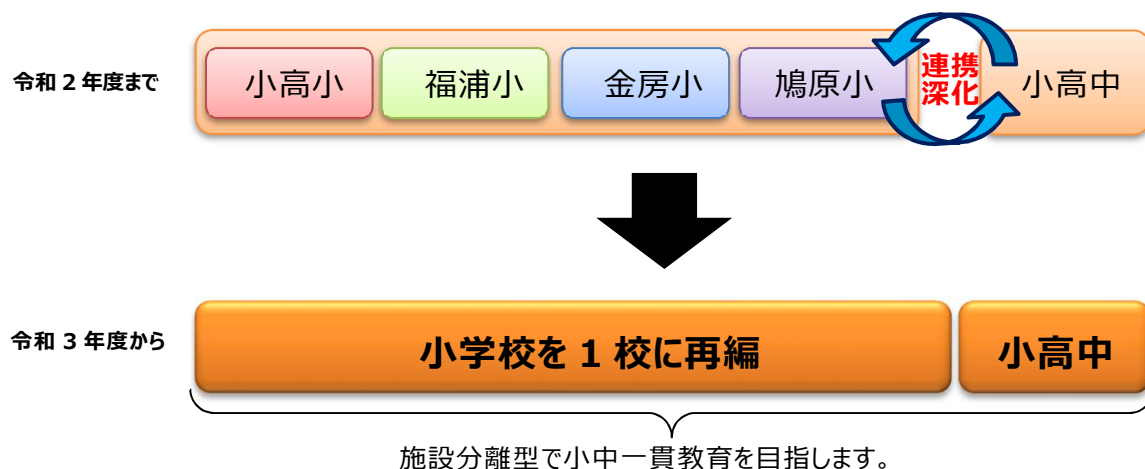 令和２年度まで
小高小
福浦小
金房小
鳩原小
連携
深化
小高中
令和３年度から
小学校を１校に再編
小高中
施設分離型で小中一貫教育を目指します。